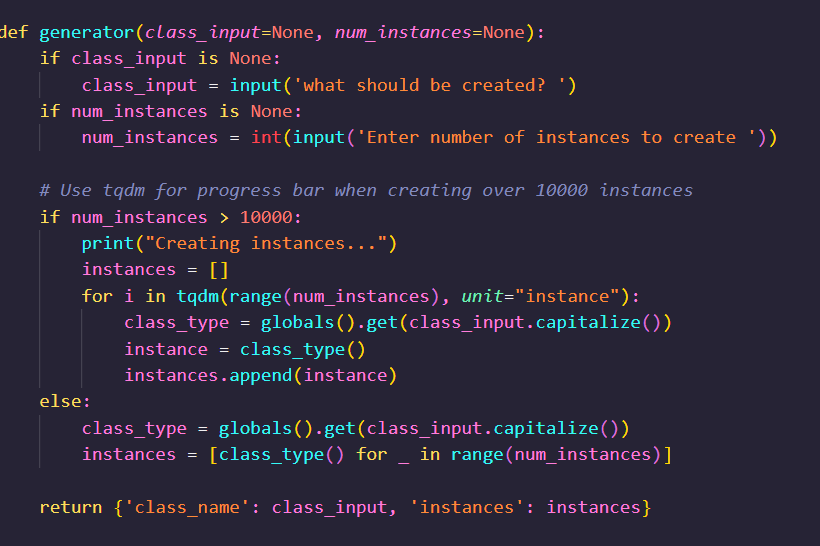 def generator(class_input=None, num_instances=None):
    if class_input is None:
        class_input = input('what should be created? ')
    if num_instances is None:
        num_instances = int(input('Enter number of instances to create '))

    # Use tqdm for progress bar when creating over 10000 instances
    if num_instances > 10000:
        print("Creating instances...")
        instances = []
        for i in tqdm(range(num_instances), unit="instance"):
            class_type = globals().get(class_input.capitalize())
            instance = class_type()
            instances.append(instance)
    else:
        class_type = globals().get(class_input.capitalize())
        instances = [class_type() for _ in range(num_instances)]

    return {'class_name': class_input, 'instances': instances}